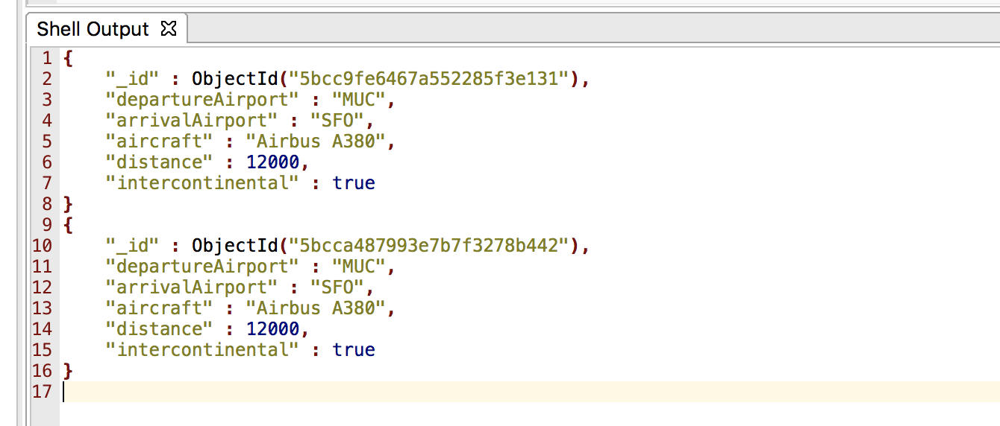 Shell Output
1 {
2     "_id" : ObjectId("5bcc9fe6467a552285f3e131"),
3     "departureAirport" : "MUC",
4     "arrivalAirport" : "SFO",
5     "aircraft" : "Airbus A380",
6     "distance" : 12000,
7     "intercontinental" : true
8 }
9 {
10     "_id" : ObjectId("5bcca487993e7b7f3278b442"),
11     "departureAirport" : "MUC",
12     "arrivalAirport" : "SFO",
13     "aircraft" : "Airbus A380",
14     "distance" : 12000,
15     "intercontinental" : true
16 }
17